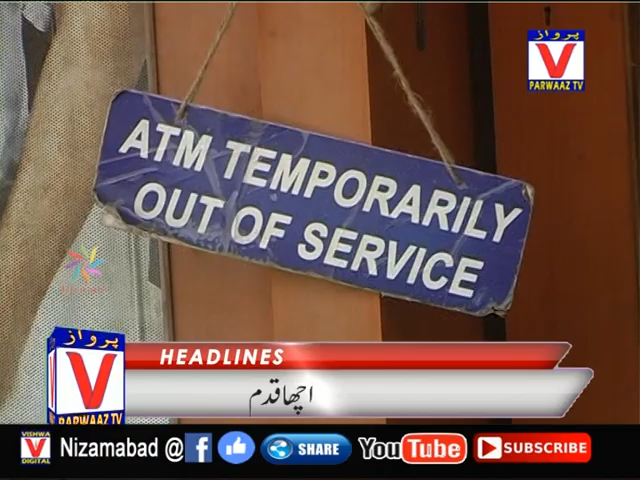 پرواز
V
PARWAAZ TV
ATM TEMPORARILY
OUT OF SERVICE
پرواز
V
PARWAAZ TV
HEADLINES
اچھا قدم
VISHWA
V
DIGITAL
Nizamabad @ f SHARE YouTube SUBSCRIBE